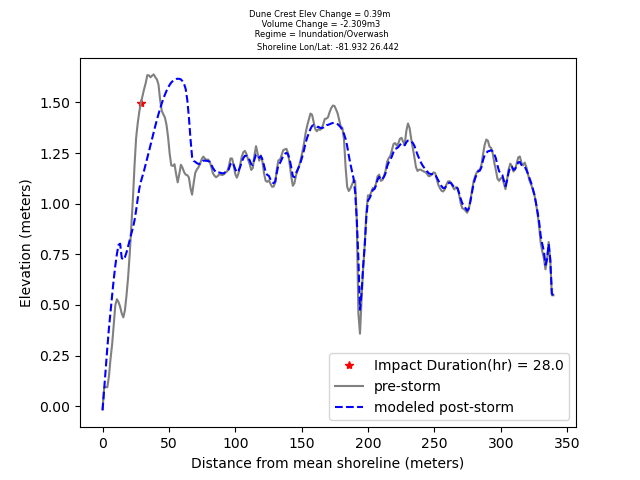 Dune Crest Elev Change = 0.39m
Volume Change = -2.309m3
Regime = Inundation/Overwash
Shoreline Lon/Lat: -81.932 26.442
1.50
1.25
1.00
0.75
0.50
0.25
0.00
Elevation (meters)
Impact Duration(hr) = 28.0
pre-storm
modeled post-storm
0 50 100 150 200 250 300 350
Distance from mean shoreline (meters)